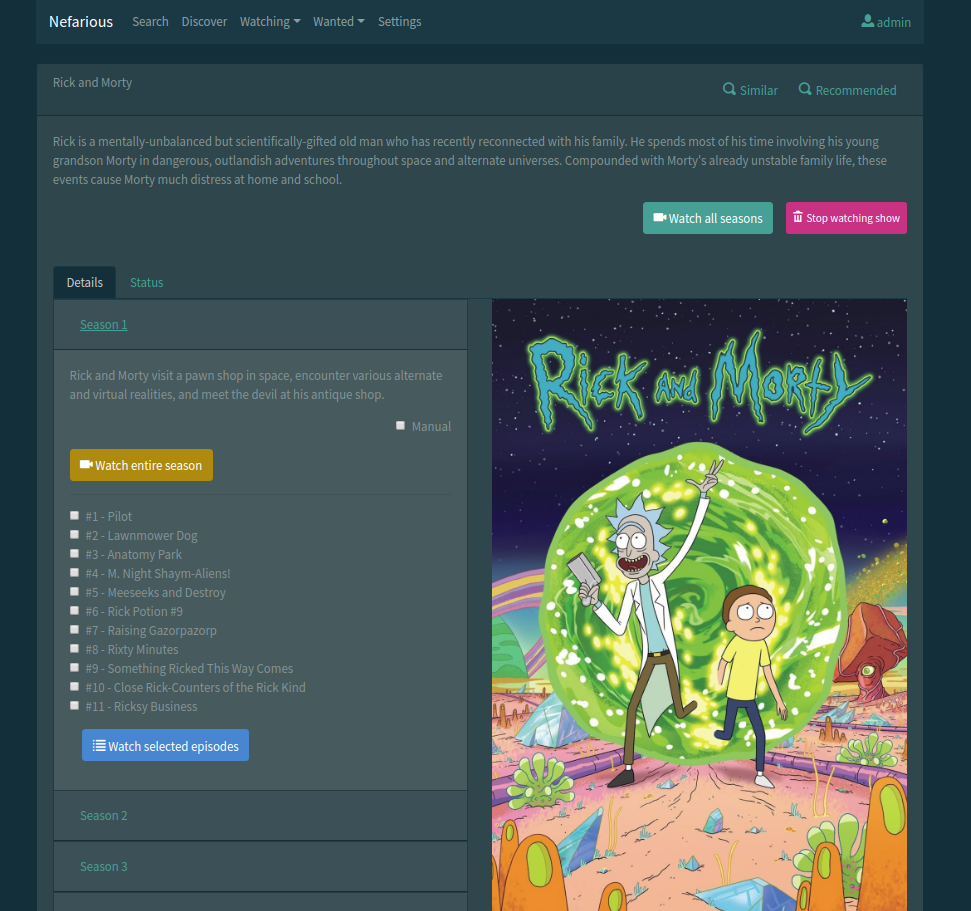 Nefarious Search Discover Watching Wanted Settings admin
Rick and Morty
Similar Recommended
Rick is a mentally-unbalanced but scientifically-gifted old man who has recently reconnected with his family. He spends most of his time involving his young
grandson Morty in dangerous, outlandish adventures throughout space and alternate universes. Compounded with Morty's already unstable family life, these
events cause Morty much distress at home and school.
Watch all seasons Stop watching show
Details Status
Season 1
Rick and Morty visit a pawn shop in space, encounter various alternate
and virtual realities, and meet the devil at his antique shop.
Manual
Watch entire season
#1 - Pilot
#2 - Lawnmower Dog
#3 - Anatomy Park
#4 - M. Night Shaym-Aliens!
#5 - Meeseeks and Destroy
#6 - Rick Potion #9
#7 - Raising Gazorpazorp
#8 - Rixty Minutes
#9 - Something Ricked This Way Comes
#10 - Close Rick-Counters of the Rick Kind
#11 - Ricksy Business
Watch selected episodes
Season 2
Season 3
Rick and Morty